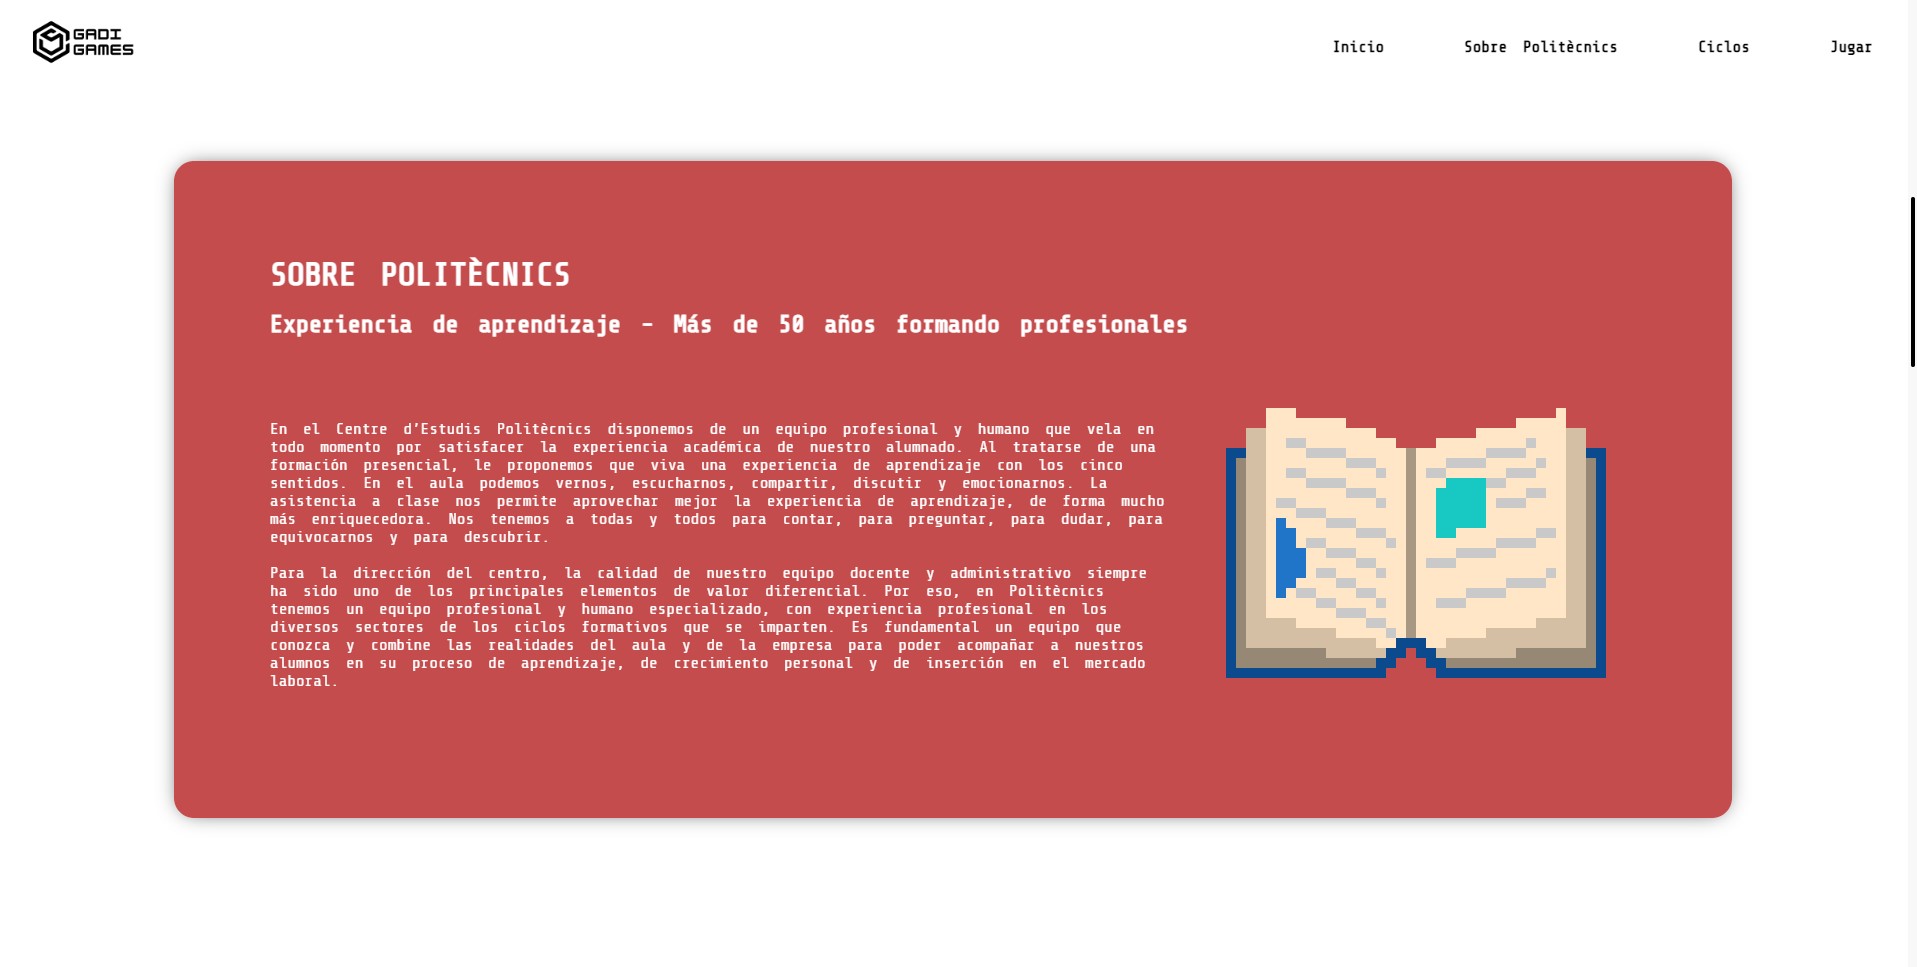 GADI
GAMES
Inicio
Sobre Politècnics
Ciclos
Jugar
SOBRE POLITÈCNICS
Experiencia de aprendizaje - Más de 50 años formando profesionales
En el Centre d'Estudis Politècnics disponemos de un equipo profesional y humano que vela en
todo momento por satisfacer la experiencia académica de nuestro alumnado. Al tratarse de una
formación presencial, le proponemos que viva una experiencia de aprendizaje con los cinco
sentidos. En el aula podemos vernos, escucharnos, compartir, discutir y emocionarnos. La
asistencia a clase nos permite aprovechar mejor la experiencia de aprendizaje, de forma mucho
más enriquecedora. Nos tenemos a todas y todos para contar, para preguntar, para dudar, para
equivocarnos y para descubrir.
Para la dirección del centro, la calidad de nuestro equipo docente y administrativo siempre
ha sido uno de los principales elementos de valor diferencial. Por eso, en Politècnics
tenemos un equipo profesional y humano especializado, con experiencia profesional en los
diversos sectores de los ciclos formativos que se imparten. Es fundamental un equipo que
conozca y combine las realidades del aula y de la empresa para poder acompañar a nuestros
alumnos en su proceso de aprendizaje, de crecimiento personal y de inserción en el mercado
laboral.